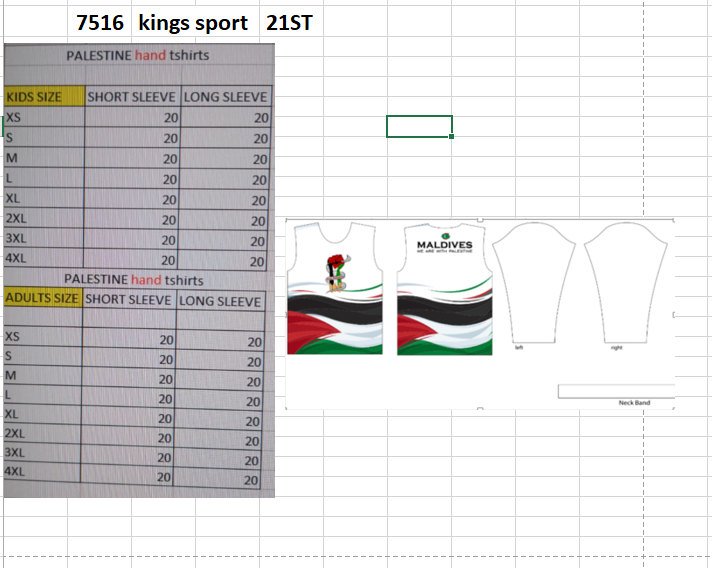 7516 kings sport 21ST
PALESTINE hand tshirts
KIDS SIZE SHORT SLEEVE LONG SLEEVE
XS 20 20
S 20 20
M 20 20
L 20 20
XL 20 20
2XL 20 20
3XL 20 20
4XL 20 20
PALESTINE hand tshirts
ADULTS SIZE SHORT SLEEVE LONG SLEEVE
XS 20 20
S 20 20
M 20 20
L 20 20
XL 20 20
2XL 20 20
3XL 20 20
4XL 20 20
MALDIVES
WE ARE WITH PALESTINE
left
right
Neck Band